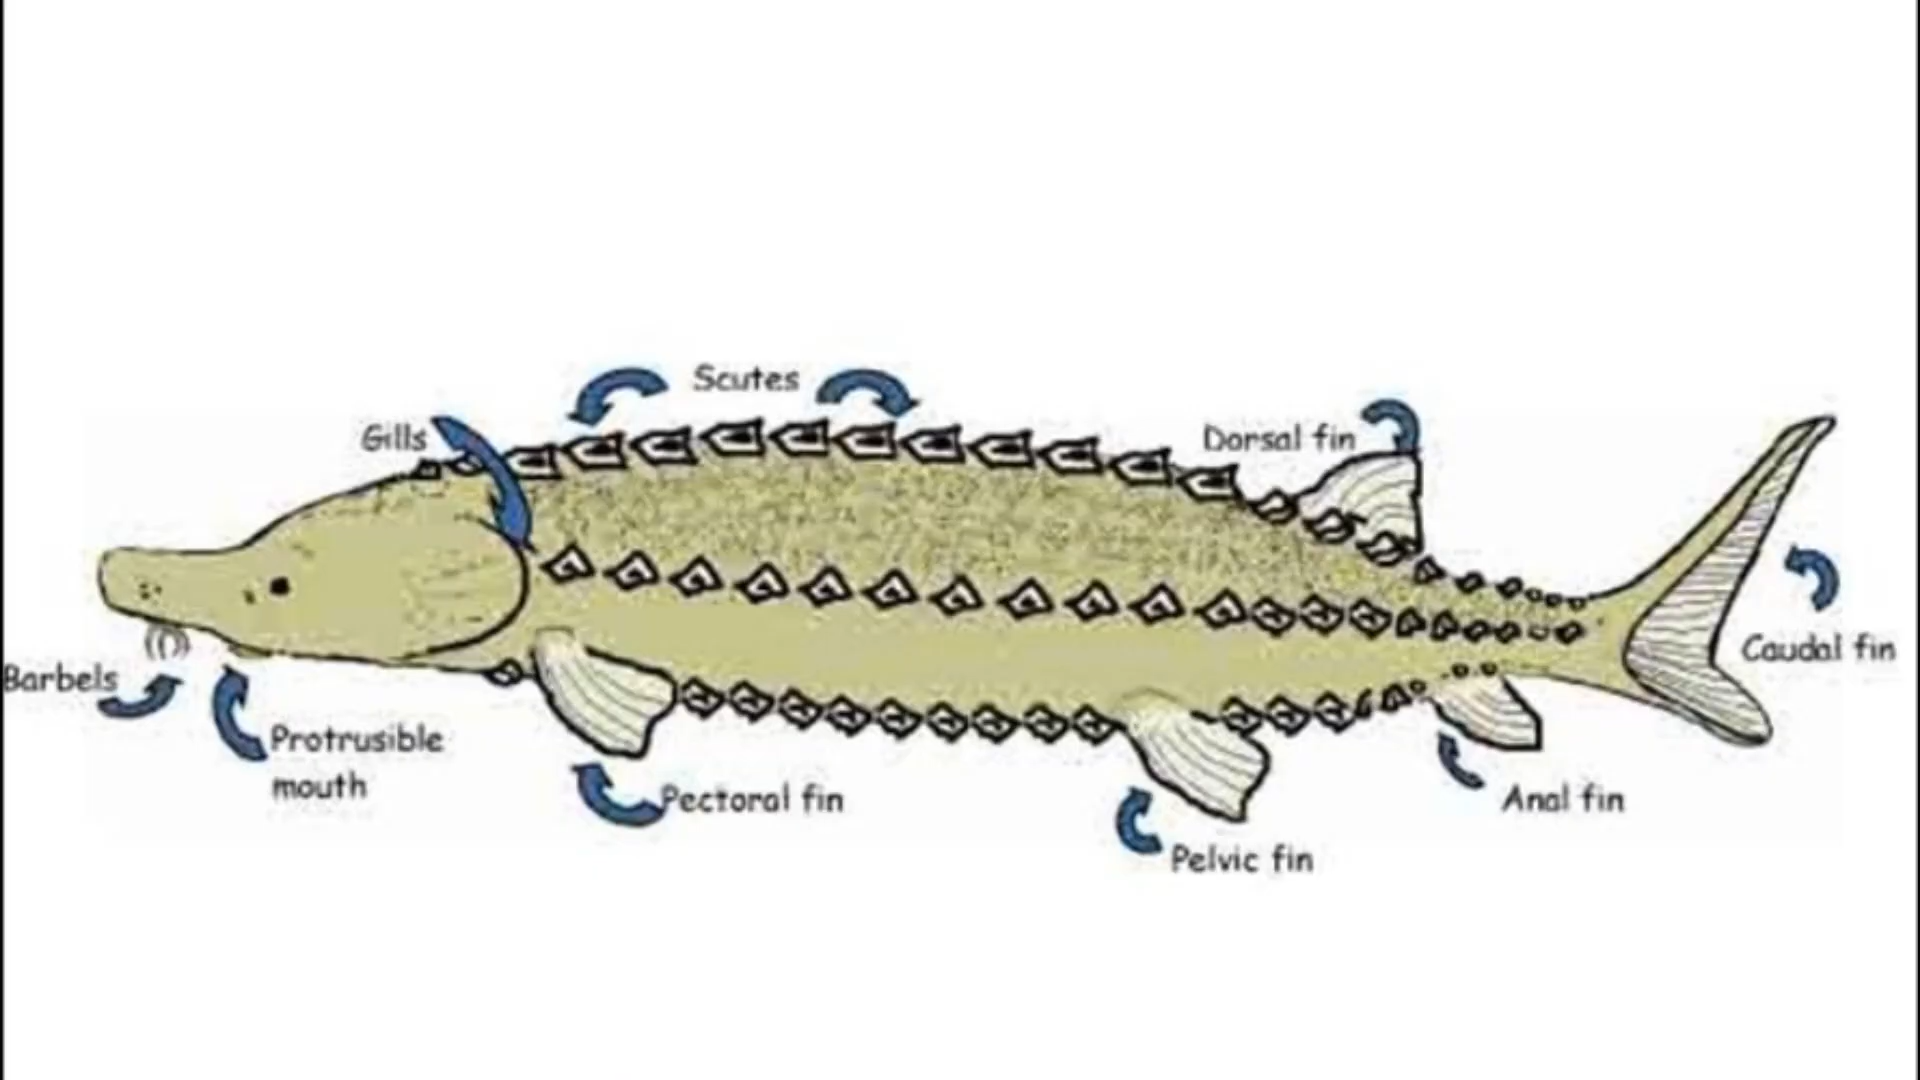 Scutes
Gills
Dorsal fin
Caudal fin
Barbels
Protrusible
mouth
Pectoral fin
Anal fin
Pelvic fin